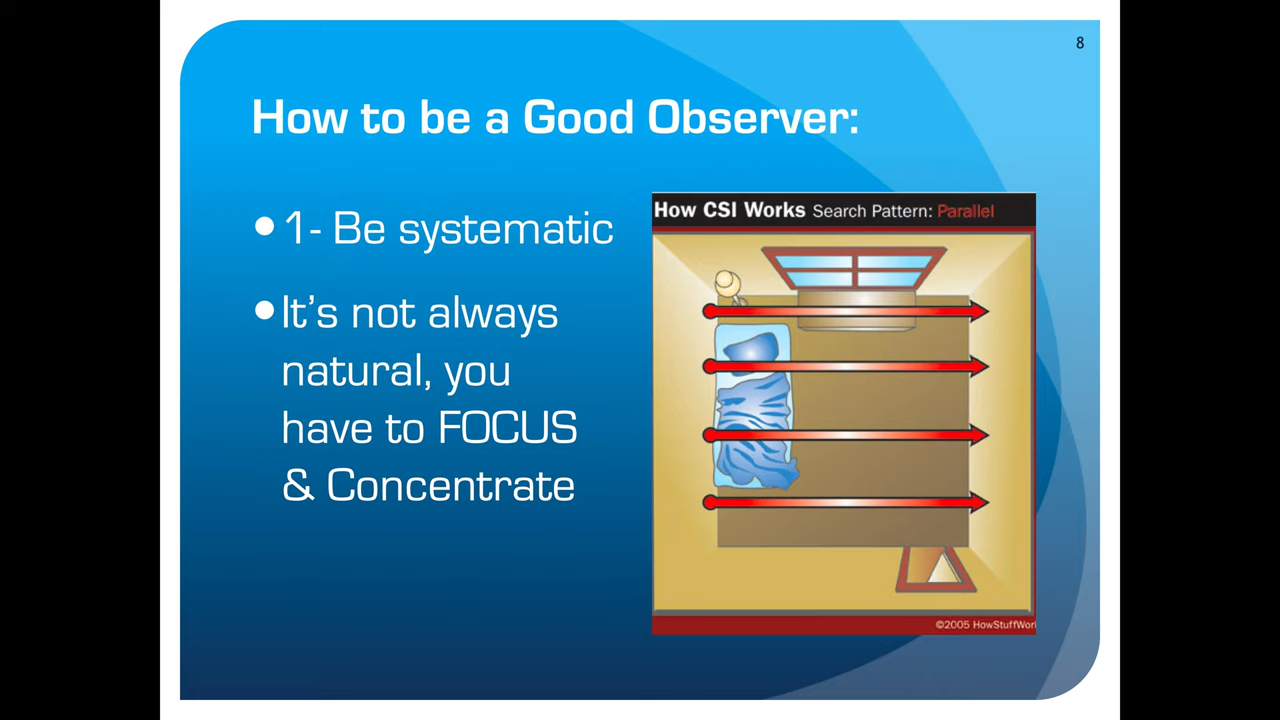 8
How to be a Good Observer:
•1- Be systematic
•It's not always
natural, you
have to FOCUS
& Concentrate
How CSI Works Search Pattern: Parallel
©2005 HowStuffWor